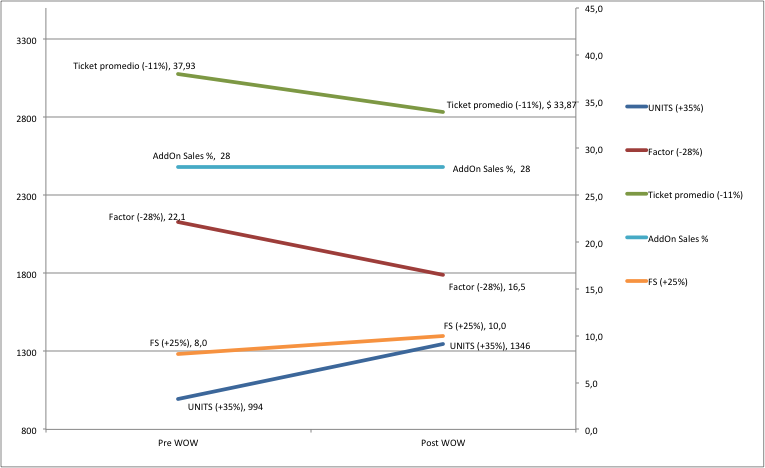 45,0
3300
40,0
Ticket promedio (-11%), 37,93
Ticket promedio (-11%), $ 33,87
35,0
UNITS (+35%)
2800
AddOn Sales %, 28
30,0
Factor (-28%)
AddOn Sales %, 28
2300
25,0
Ticket promedio (-11%)
Factor (-28%), 22,1
20,0
AddOn Sales %
1800
Factor (-28%), 16,5
15,0
FS (+25%)
FS (+25%), 8,0
FS (+25%), 10,0
10,0
1300
UNITS (+35%), 1346
5,0
UNITS (+35%), 994
800
0,0
Pre WOW
Post WOW